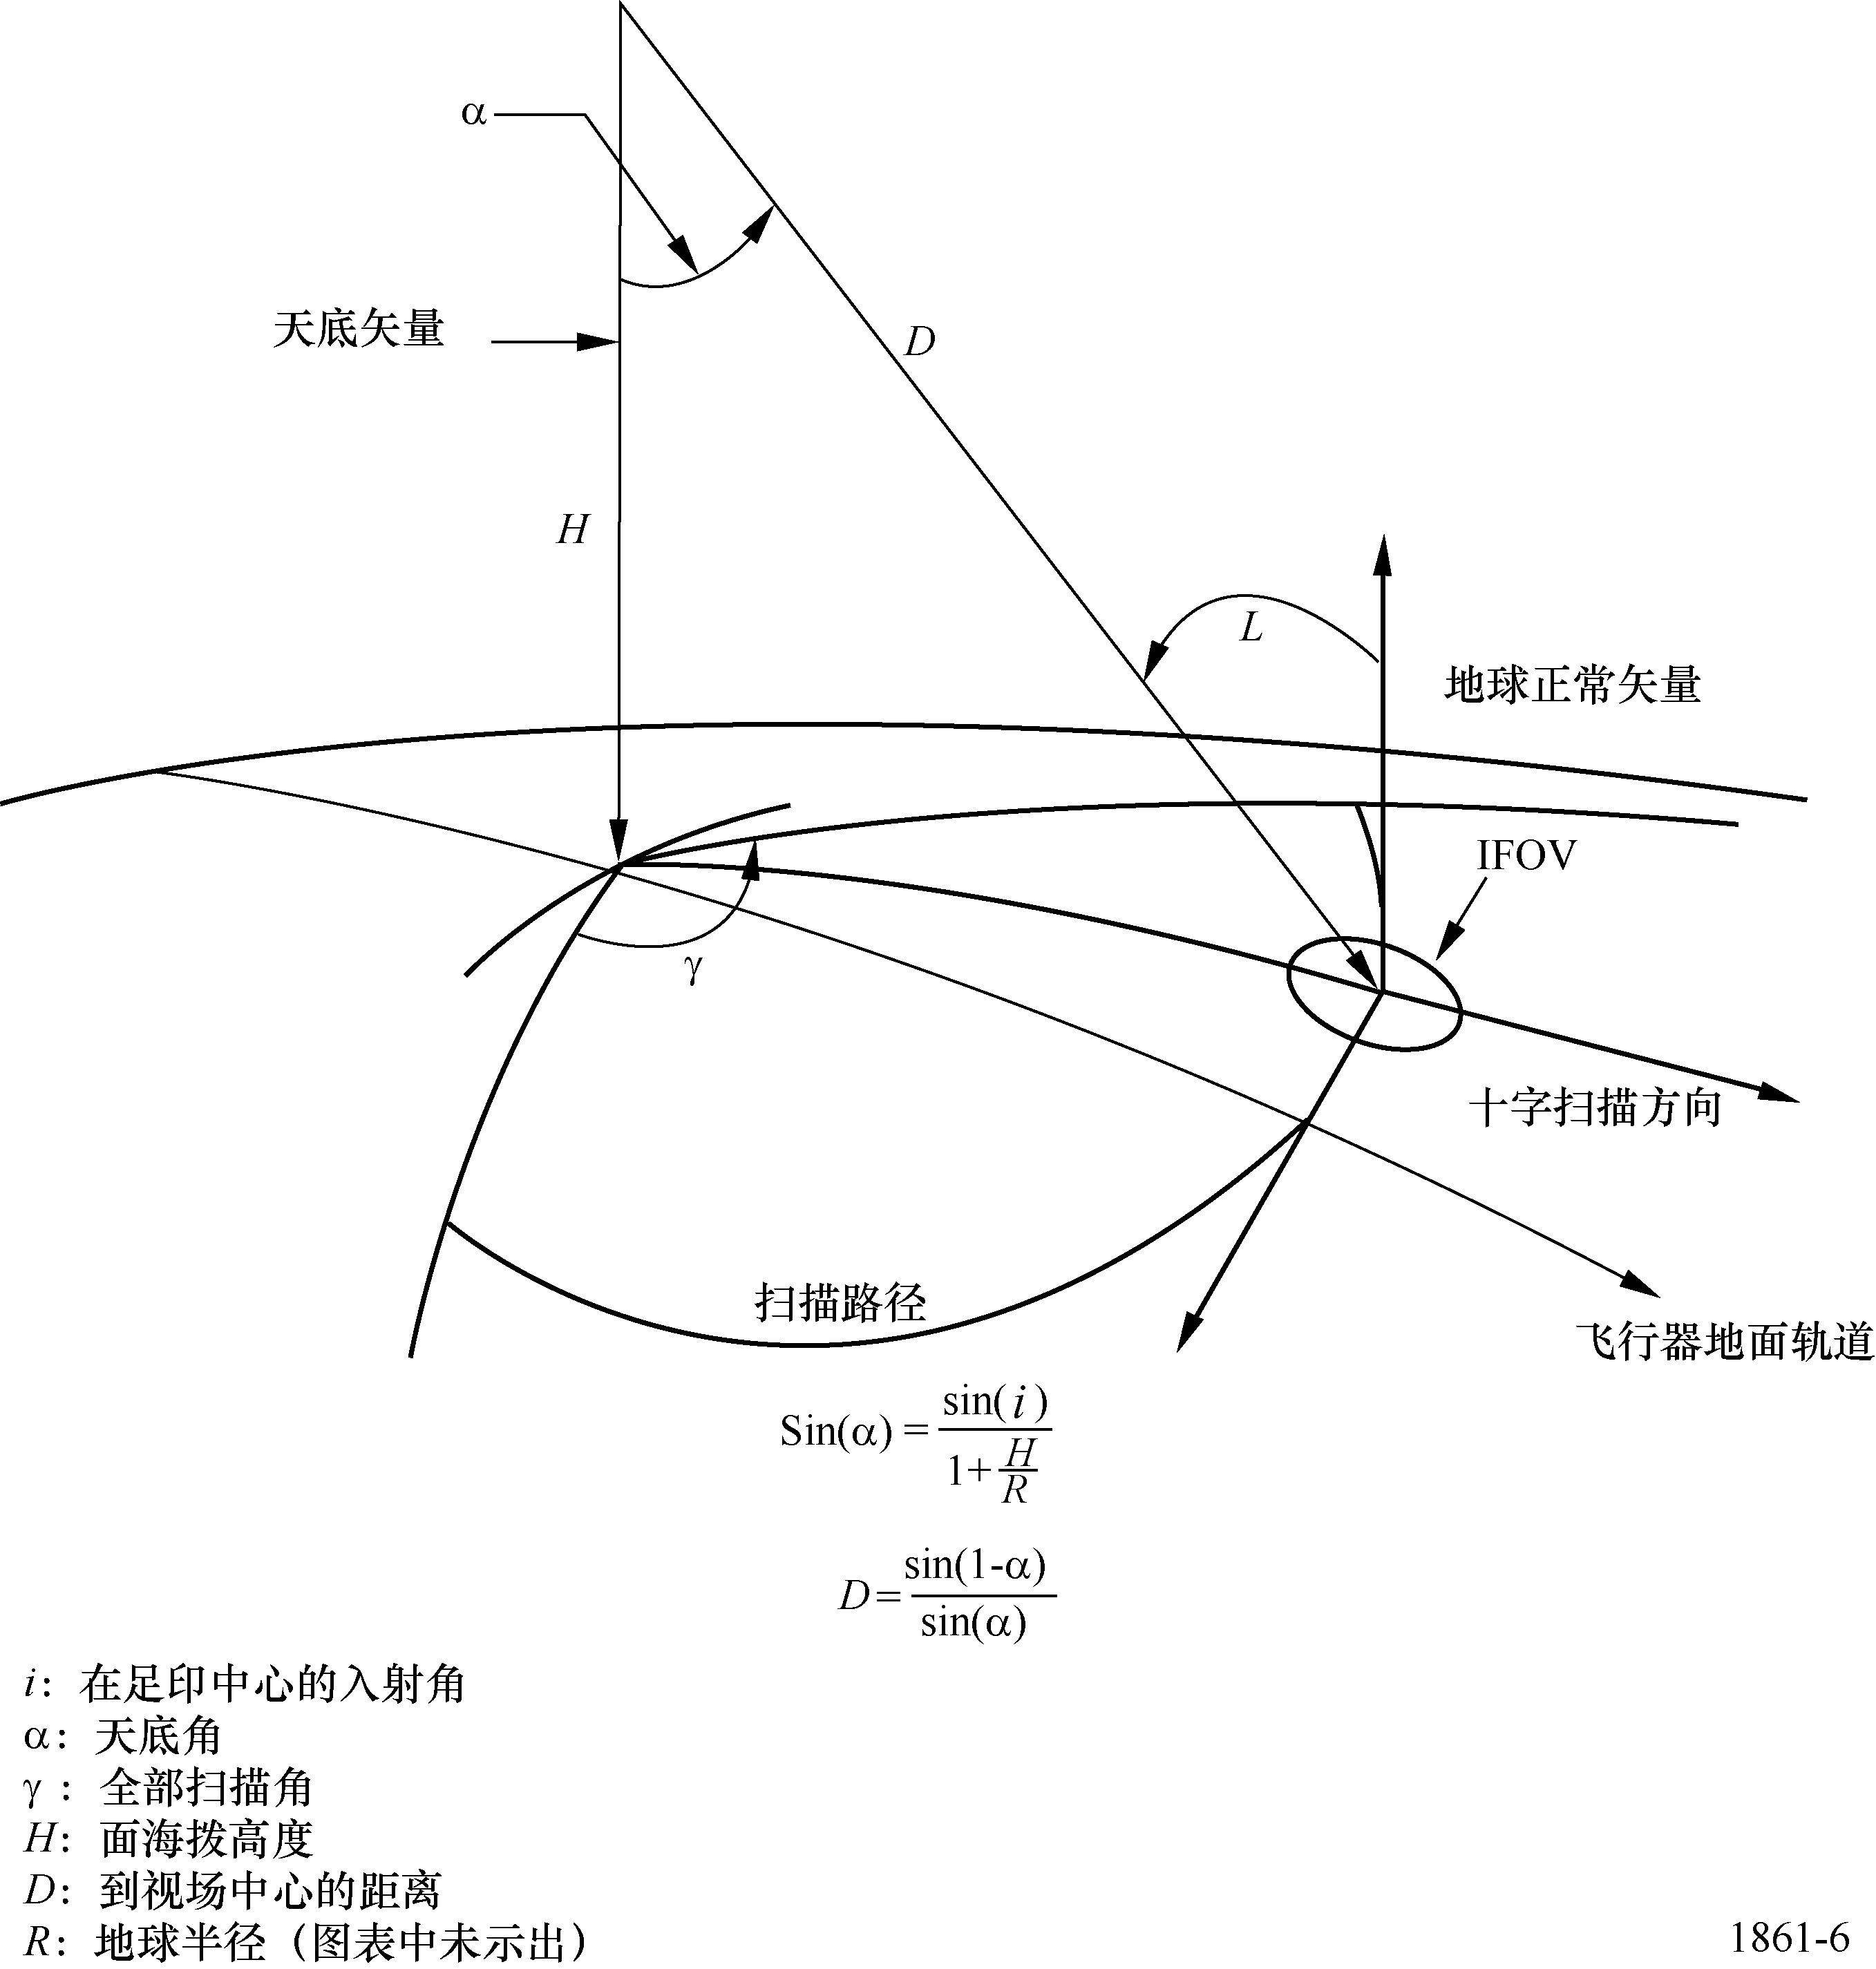 α
天底矢量
D
H
L
地球正常矢量
IFOV
γ
十字扫描方向
扫描路径
飞行器地面轨道
Sin(α) = sin(i) / 1+ H/R
D = sin(1-α) / sin(α)
i: 在足印中心的入射角
α: 天底角
γ : 全部扫描角
H: 面海拨高度
D: 到视场中心的距离
R: 地球半径（图表中未示出）
1861-6